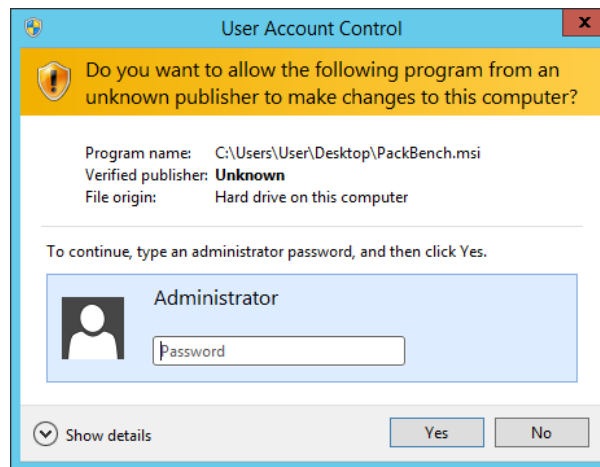 User Account Control
x
Do you want to allow the following program from an
unknown publisher to make changes to this computer?
Program name: C:\Users\User\Desktop\PackBench.msi
Verified publisher: Unknown
File origin: Hard drive on this computer
To continue, type an administrator password, and then click Yes.
Administrator
Password
Show details Yes No